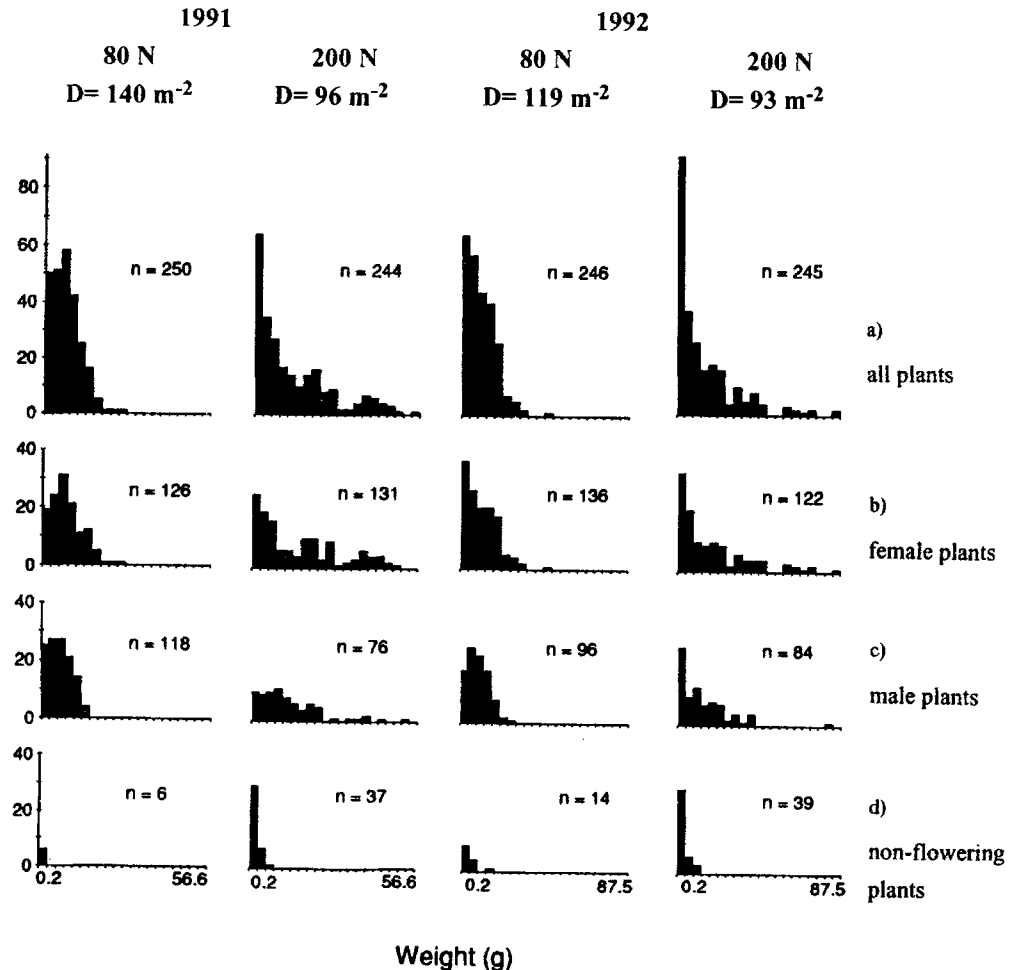 1991 1992
80 N 200 N 80 N 200 N
D= 140 m-2 D= 96 m-2 D= 119 m-2 D= 93 m-2
80
60
n = 250 n = 244 n = 246 n = 245
40
a)
20
all plants
0
40
n = 126 n = 131 n = 136 n = 122
b)
20
female plants
0
40
n = 118 n = 76 n = 96 n = 84
c)
20
male plants
0
40
n = 6 n = 37 n = 14 n = 39
d)
20
non-flowering
0
0.2 56.6 0.2 56.6 0.2 87.5 0.2 87.5
plants
Weight (g)